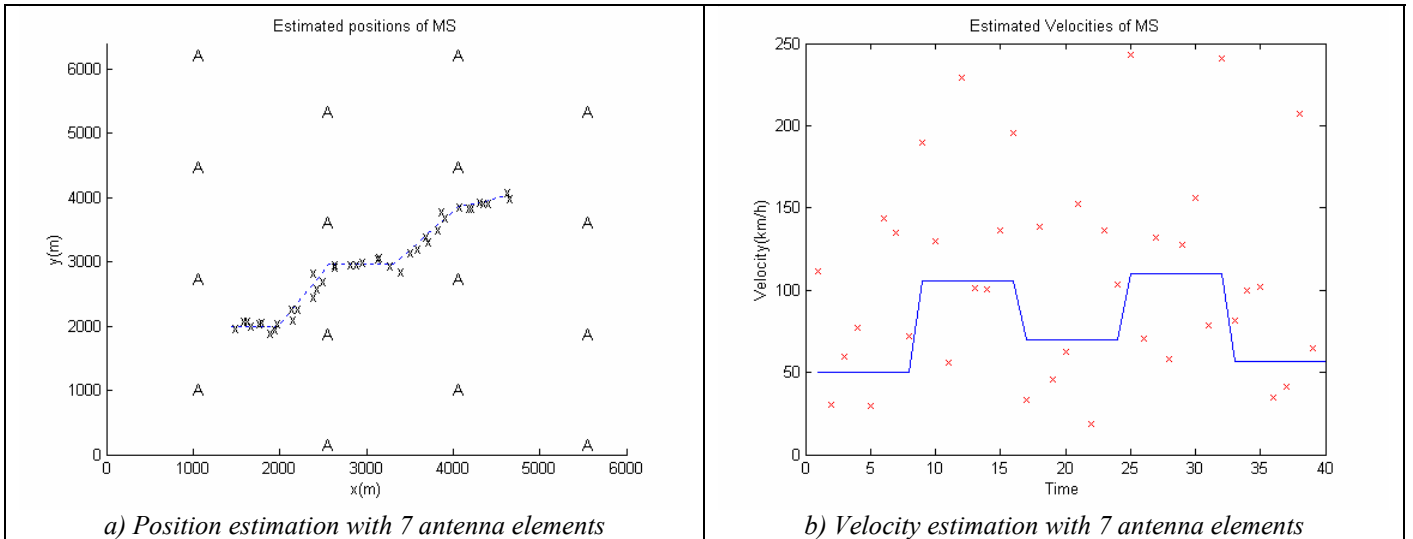 Estimated positions of MS
6000
5000
4000
3000
2000
1000
0
y(m)
A A
A A
A A
A A
A A
A A
A A
0 1000 2000 3000 4000 5000 6000
x(m)
a) Position estimation with 7 antenna elements
Estimated Velocities of MS
250
200
150
100
50
0
Velocity(km/h)
0 5 10 15 20 25 30 35 40
Time
b) Velocity estimation with 7 antenna elements